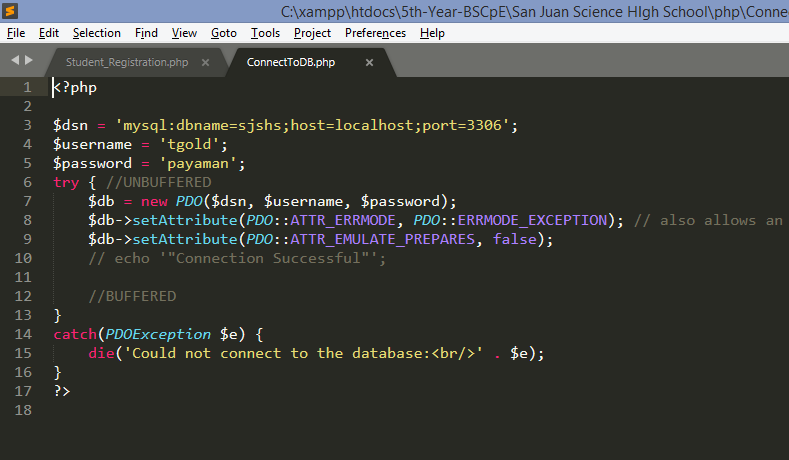 C:\xampp\htdocs\5th-Year-BSCpE\San Juan Science HIgh School\php\Conne
File Edit Selection Find View Goto Tools Project Preferences Help
Student_Registration.php × ConnectToDB.php ×
1 <?php
2
3 $dsn = 'mysql:dbname=sjshs;host=localhost;port=3306';
4 $username = 'tgold';
5 $password = 'payaman';
6 try { //UNBUFFERED
7     $db = new PDO($dsn, $username, $password);
8     $db->setAttribute(PDO::ATTR_ERRMODE, PDO::ERRMODE_EXCEPTION); // also allows an
9     $db->setAttribute(PDO::ATTR_EMULATE_PREPARES, false);
10     // echo '"Connection Successful"';
11
12     //BUFFERED
13 }
14 catch(PDOException $e) {
15     die('Could not connect to the database:<br/>' . $e);
16 }
17 ?>
18